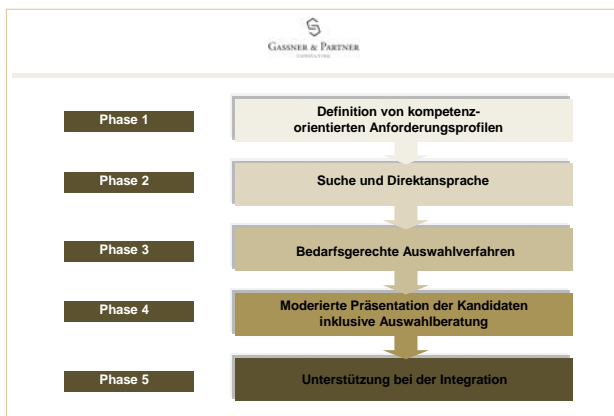 GASSNER & PARTNER
Phase 1
Definition von kompetenz-
orientierten Anforderungsprofilen
Phase 2
Suche und Direktansprache
Phase 3
Bedarfsgerechte Auswahlverfahren
Phase 4
Moderierte Präsentation der Kandidaten
inklusive Auswahlberatung
Phase 5
Unterstützung bei der Integration